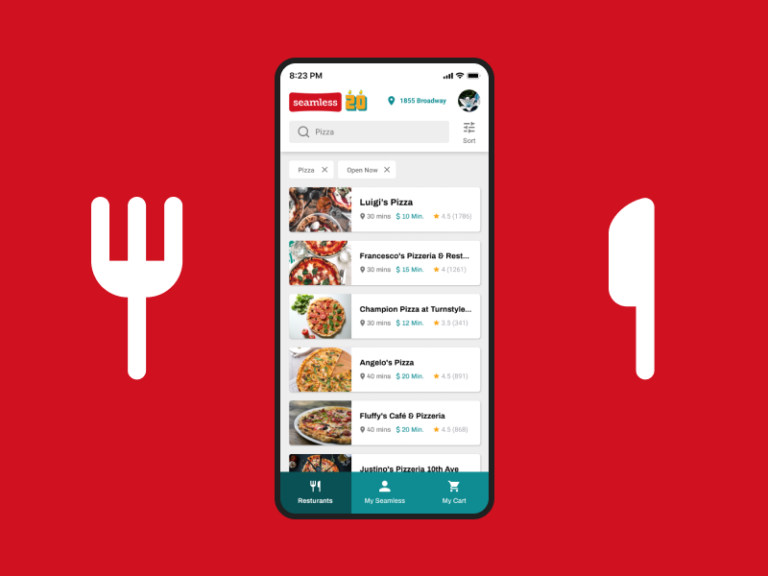 8:23 PM
seamless 20
1855 Broadway
Pizza
Sort
Pizza
Open Now
Luigi's Pizza
30 mins $ 10 Min. 4.5 (1786)
Francesco's Pizzeria & Rest...
30 mins $ 15 Min. 4 (1261)
Champion Pizza at Turnstyle...
30 mins $ 12 Min. 3.5 (341)
Angelo's Pizza
40 mins $ 20 Min. 4.5 (891)
Fluffy's Café & Pizzeria
40 mins $ 20 Min. 4.5 (868)
Justino's Pizzeria 10th Ave
Resturants
My Seamless
My Cart